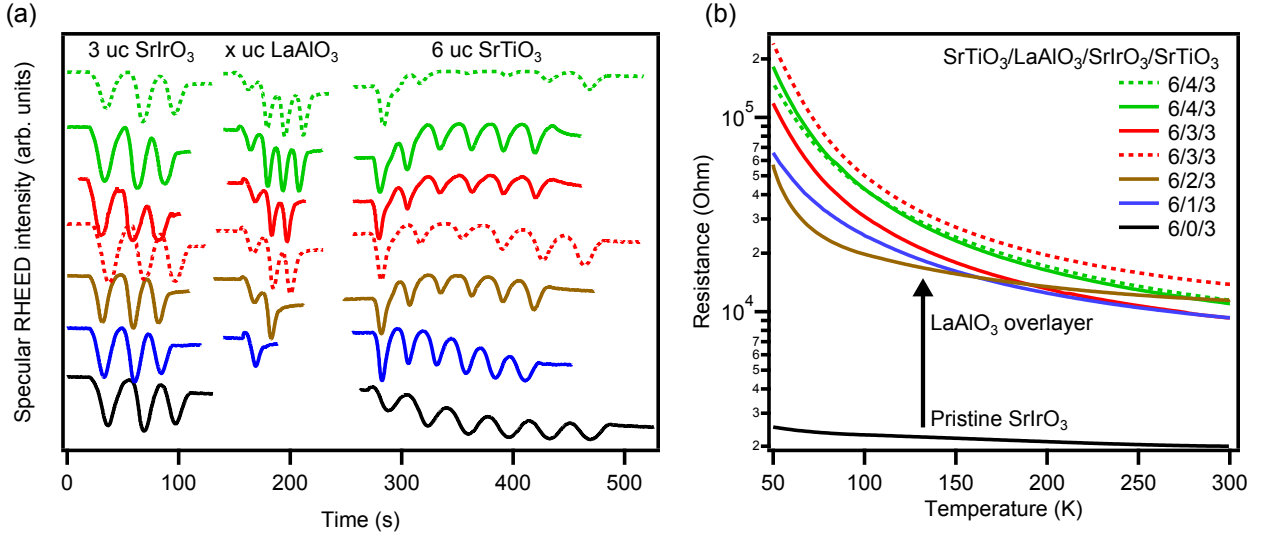 (a)
3 uc SrIrO3 x uc LaAlO3 6 uc SrTiO3
Specular RHEED intensity (arb. units)
0 100 200 300 400 500
Time (s)
(b)
SrTiO3/LaAlO3/SrIrO3/SrTiO3
6/4/3
6/4/3
6/3/3
6/3/3
6/2/3
6/1/3
6/0/3
LaAlO3 overlayer
Pristine SrIrO3
Resistance (Ohm)
2
10^5
7
6
5
4
3
2
10^4
7
6
5
4
3
2
50 100 150 200 250 300
Temperature (K)